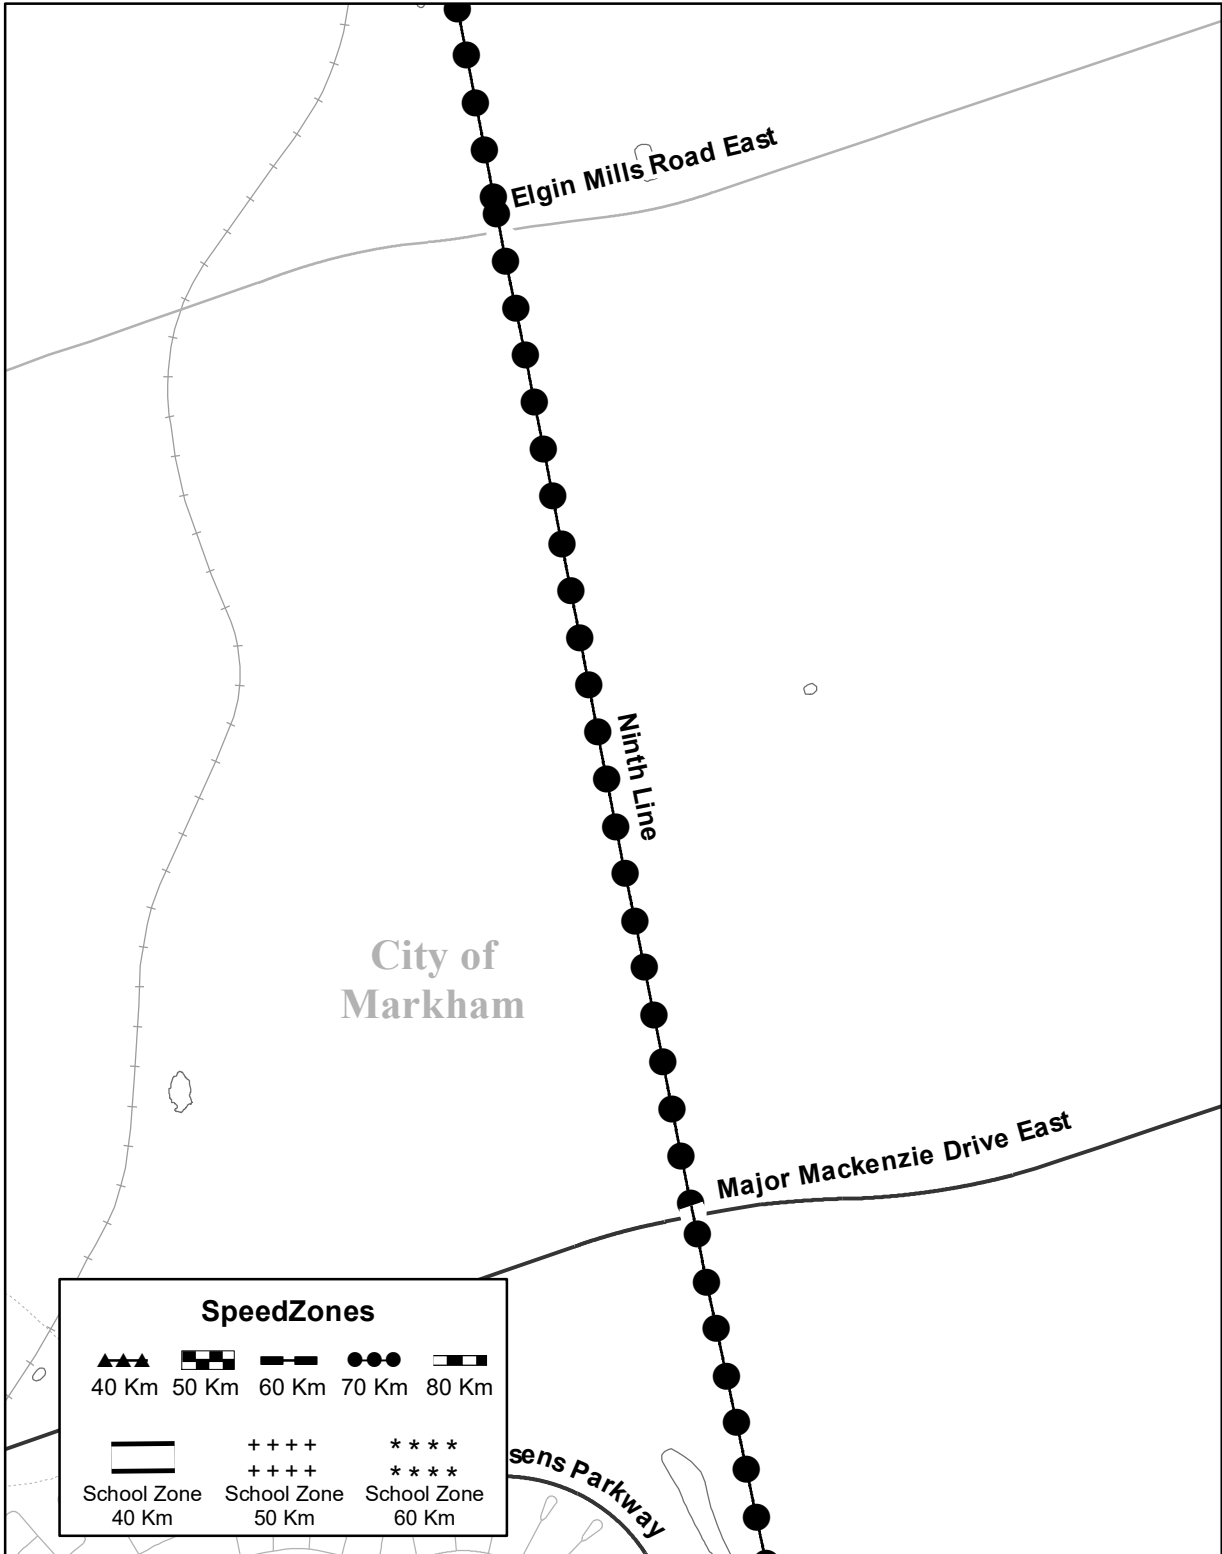 Elgin Mills Road East
Ninth Line
City of
Markham
Major Mackenzie Drive East
SpeedZones
40 Km 50 Km 60 Km 70 Km 80 Km
++++ ****
++++ ****
School Zone School Zone School Zone
40 Km 50 Km 60 Km
sens Parkway